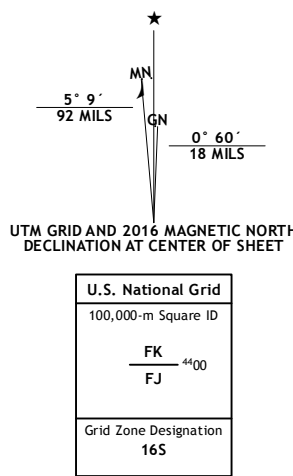 ★
MN
5° 9´
92 MILS
GN
0° 60´
18 MILS
UTM GRID AND 2016 MAGNETIC NORTH
DECLINATION AT CENTER OF SHEET
U.S. National Grid
100,000-m Square ID
FK
4400
FJ
Grid Zone Designation
16S